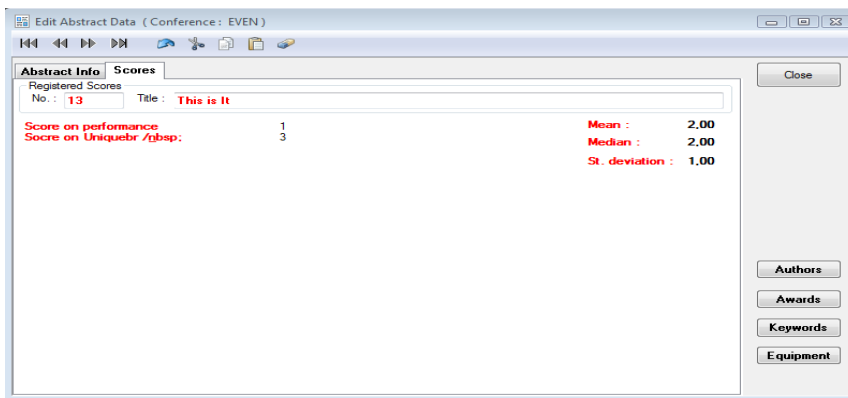 Edit Abstract Data ( Conference : EVEN )
Abstract Info Scores
Close
Registered Scores
No. : 13 Title : This is It
Score on performance 1 Mean : 2,00
Socre on Uniquebr /nbsp; 3 Median : 2,00
St. deviation : 1,00
Authors
Awards
Keywords
Equipment